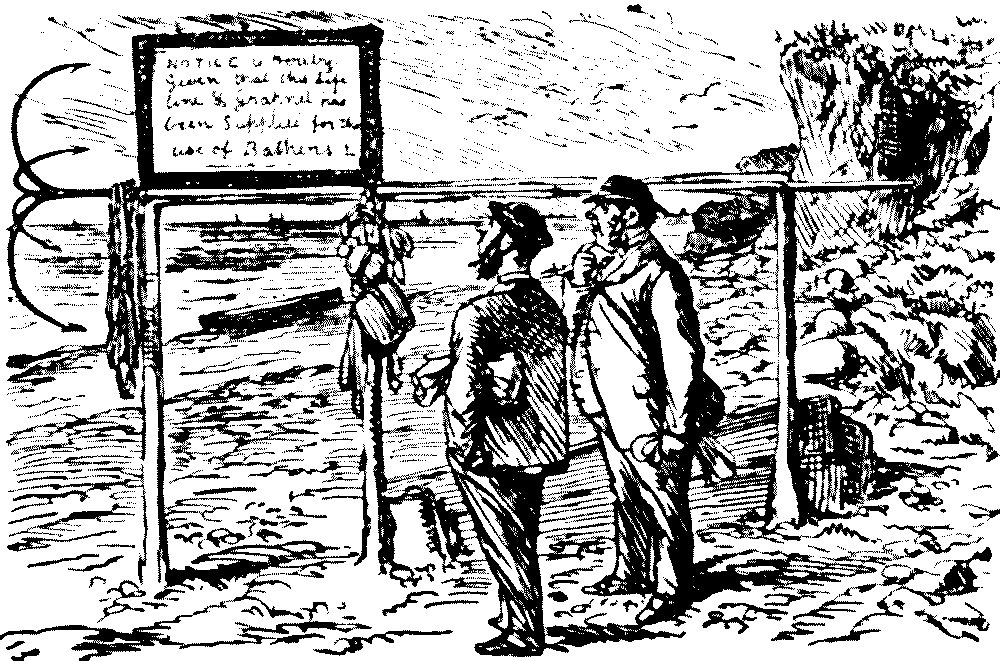 NOTICE is hereby
given that this life
line & grapnel has
been Supplied for the
use of Bathers